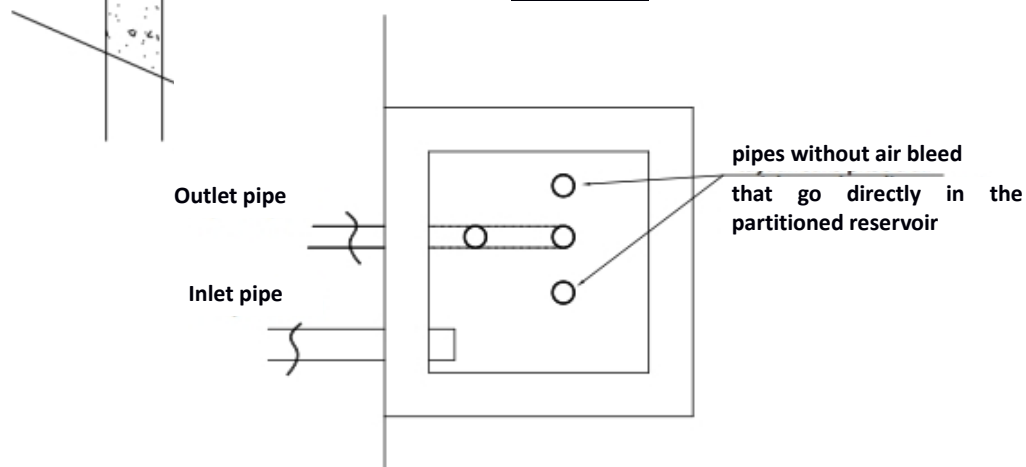 pipes without air bleed
that go directly in the
partitioned reservoir
Outlet pipe
Inlet pipe